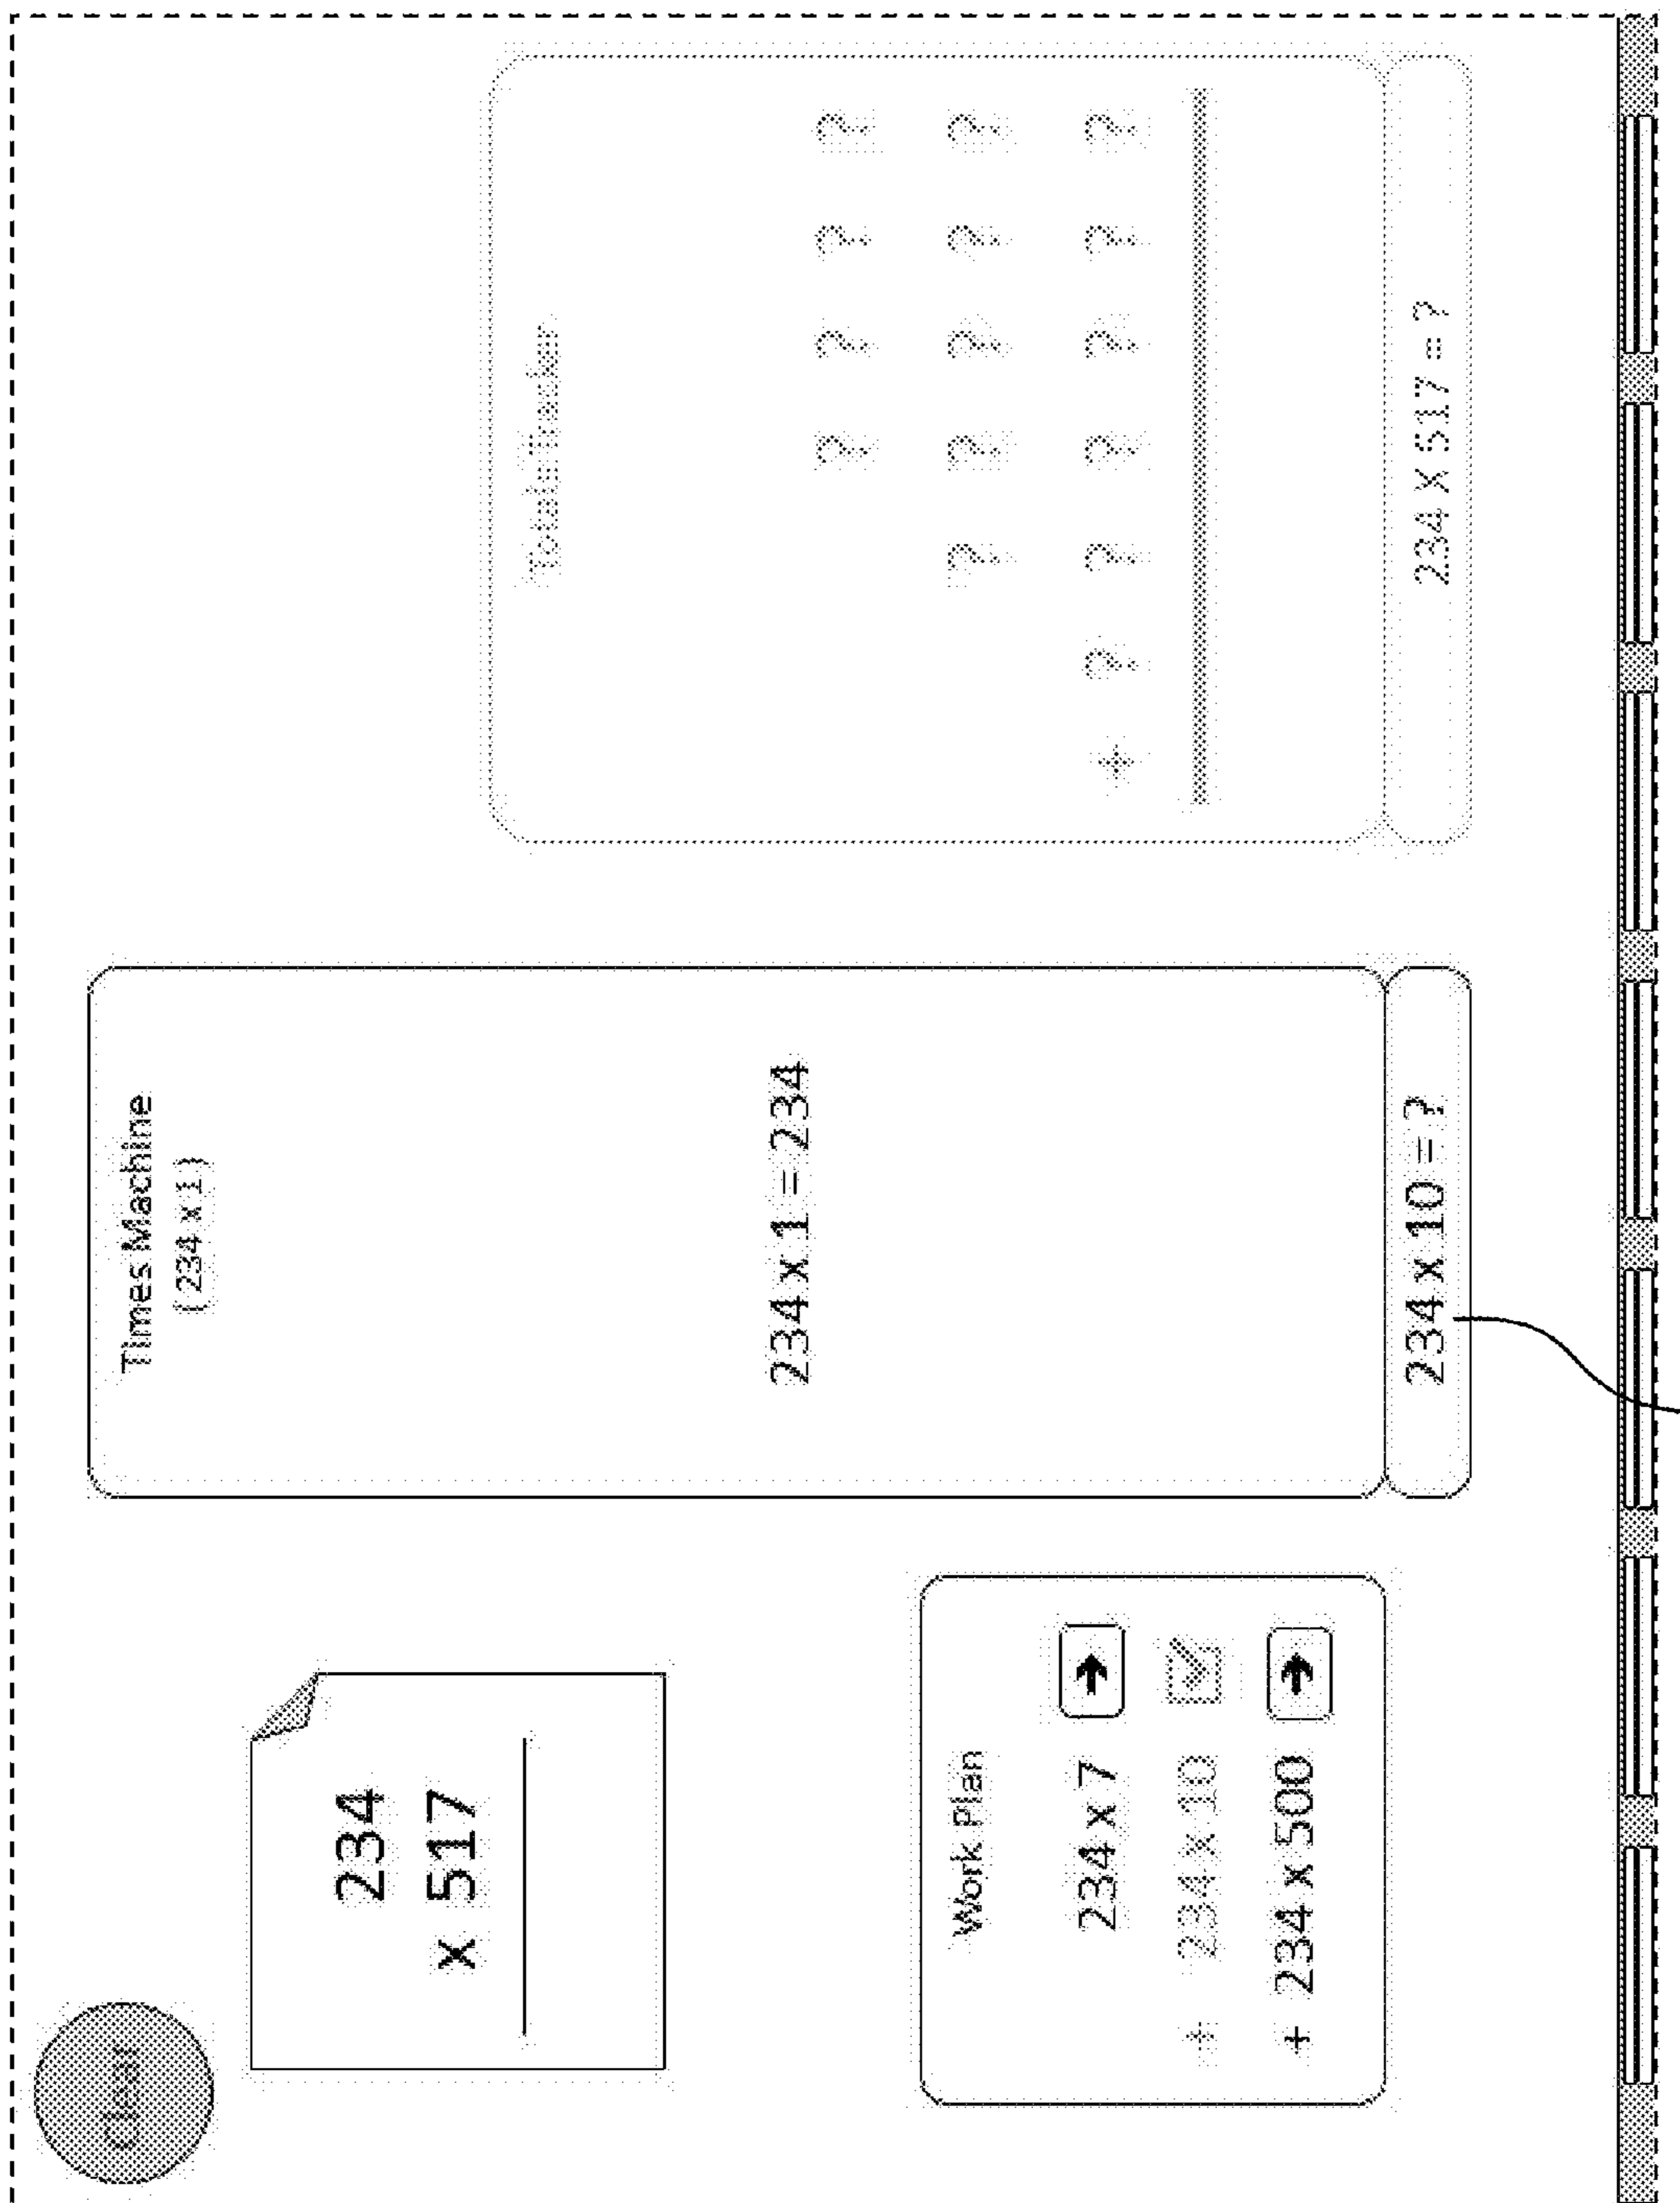 Clear
234
x 517
Work Plan
234 x 7
+ 234 x 10
+ 234 x 500
Times Machine
( 234 x 1 )
234 x 1 = 234
234 x 10 = ?
Totals Tracker
? ? ? ?
? ? ? ? ?
+ ? ? ? ? ? ?
234 X 517 = ?